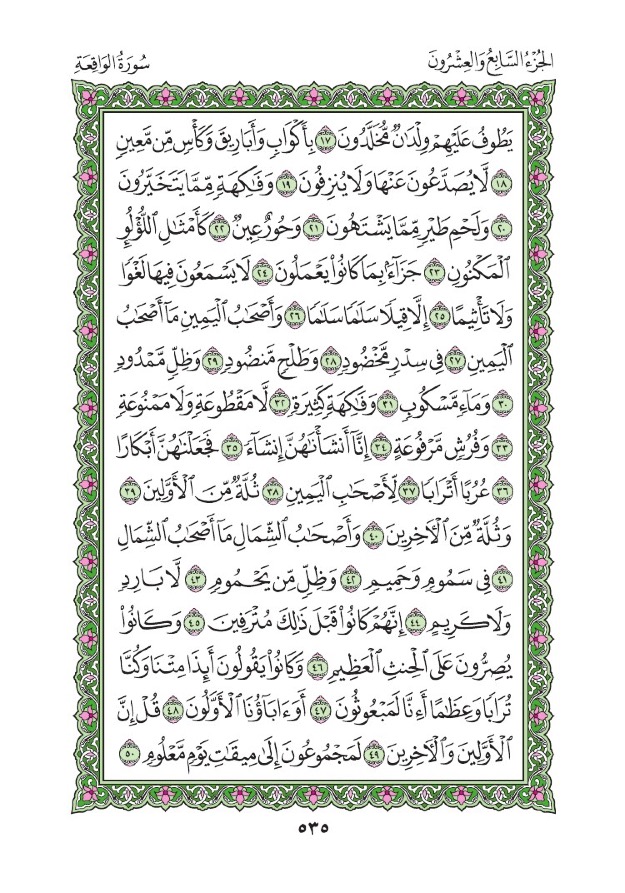 الجُزْءُ السَّابِعُ وَالعِشْرُونَ سُورَةُ الوَاقِعَةِ
يَطُوفُ عَلَيْهِمْ وِلْدَٰنٌ مُّخَلَّدُونَ ١٧ بِأَكْوَابٍ وَأَبَارِيقَ وَكَأْسٍ مِّن مَّعِينٍ
١٨ لَّا يُصَدَّعُونَ عَنْهَا وَلَا يُنزِفُونَ ١٩ وَفَٰكِهَةٍ مِّمَّا يَتَخَيَّرُونَ
٢٠ وَلَحْمِ طَيْرٍ مِّمَّا يَشْتَهُونَ ٢١ وَحُورٌ عِينٌ ٢٢ كَأَمْثَٰلِ ٱللُّؤْلُؤِ
ٱلْمَكْنُونِ ٢٣ جَزَآءًۢ بِمَا كَانُوا۟ يَعْمَلُونَ ٢٤ لَا يَسْمَعُونَ فِيهَا لَغْوًا
وَلَا تَأْثِيمًا ٢٥ إِلَّا قِيلًا سَلَٰمًا سَلَٰمًا ٢٦ وَأَصْحَٰبُ ٱلْيَمِينِ مَآ أَصْحَٰبُ
ٱلْيَمِينِ ٢٧ فِى سِدْرٍ مَّخْضُودٍ ٢٨ وَطَلْحٍ مَّنضُودٍ ٢٩ وَظِلٍّ مَّمْدُودٍ
٣٠ وَمَآءٍ مَّسْكُوبٍ ٣١ وَفَٰكِهَةٍ كَثِيرَةٍ ٣٢ لَّا مَقْطُوعَةٍ وَلَا مَمْنُوعَةٍ
٣٣ وَفُرُشٍ مَّرْفُوعَةٍ ٣٤ إِنَّآ أَنشَأْنَٰهُنَّ إِنشَآءً ٣٥ فَجَعَلْنَٰهُنَّ أَبْكَارًا
٣٦ عُرُبًا أَتْرَابًا ٣٧ لِّأَصْحَٰبِ ٱلْيَمِينِ ٣٨ ثُلَّةٌ مِّنَ ٱلْأَوَّلِينَ ٣٩
وَثُلَّةٌ مِّنَ ٱلْءَاخِرِينَ ٤٠ وَأَصْحَٰبُ ٱلشِّمَالِ مَآ أَصْحَٰبُ ٱلشِّمَالِ
٤١ فِى سَمُومٍ وَحَمِيمٍ ٤٢ وَظِلٍّ مِّن يَحْمُومٍ ٤٣ لَّا بَارِدٍ
وَلَا كَرِيمٍ ٤٤ إِنَّهُمْ كَانُوا۟ قَبْلَ ذَٰلِكَ مُتْرَفِينَ ٤٥ وَكَانُوا۟
يُصِرُّونَ عَلَى ٱلْحِنثِ ٱلْعَظِيمِ ٤٦ وَكَانُوا۟ يَقُولُونَ أَئِذَا مِتْنَا وَكُنَّا
تُرَابًا وَعِظَٰمًا أَءِنَّا لَمَبْعُوثُونَ ٤٧ أَوَءَابَآؤُنَا ٱلْأَوَّلُونَ ٤٨ قُلْ إِنَّ
ٱلْأَوَّلِينَ وَٱلْءَاخِرِينَ ٤٩ لَمَجْمُوعُونَ إِلَىٰ مِيقَٰتِ يَوْمٍ مَّعْلُومٍ ٥٠
٥٣٥